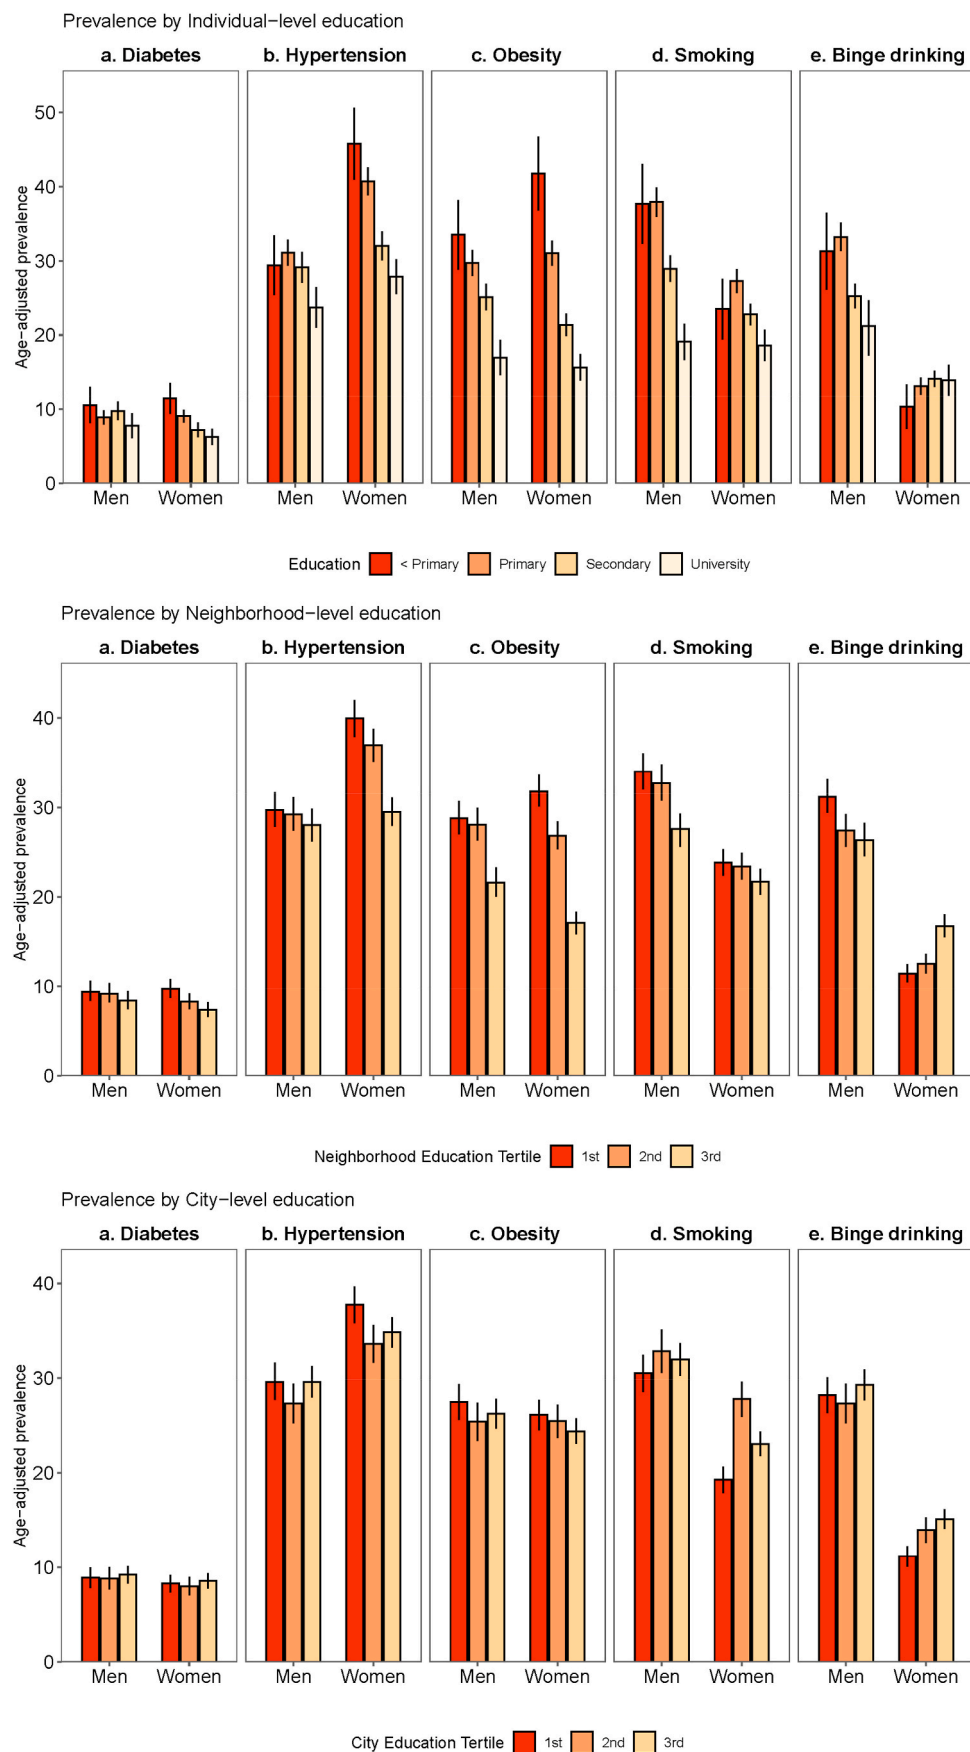 Prevalence by Individual−level education
a. Diabetes b. Hypertension c. Obesity d. Smoking e. Binge drinking
Age−adjusted prevalence
50
40
30
20
10
0
Men Women Men Women Men Women Men Women Men Women
Education < Primary Primary Secondary University
Prevalence by Neighborhood−level education
a. Diabetes b. Hypertension c. Obesity d. Smoking e. Binge drinking
Age−adjusted prevalence
40
30
20
10
0
Men Women Men Women Men Women Men Women Men Women
Neighborhood Education Tertile 1st 2nd 3rd
Prevalence by City−level education
a. Diabetes b. Hypertension c. Obesity d. Smoking e. Binge drinking
Age−adjusted prevalence
40
30
20
10
0
Men Women Men Women Men Women Men Women Men Women
City Education Tertile 1st 2nd 3rd